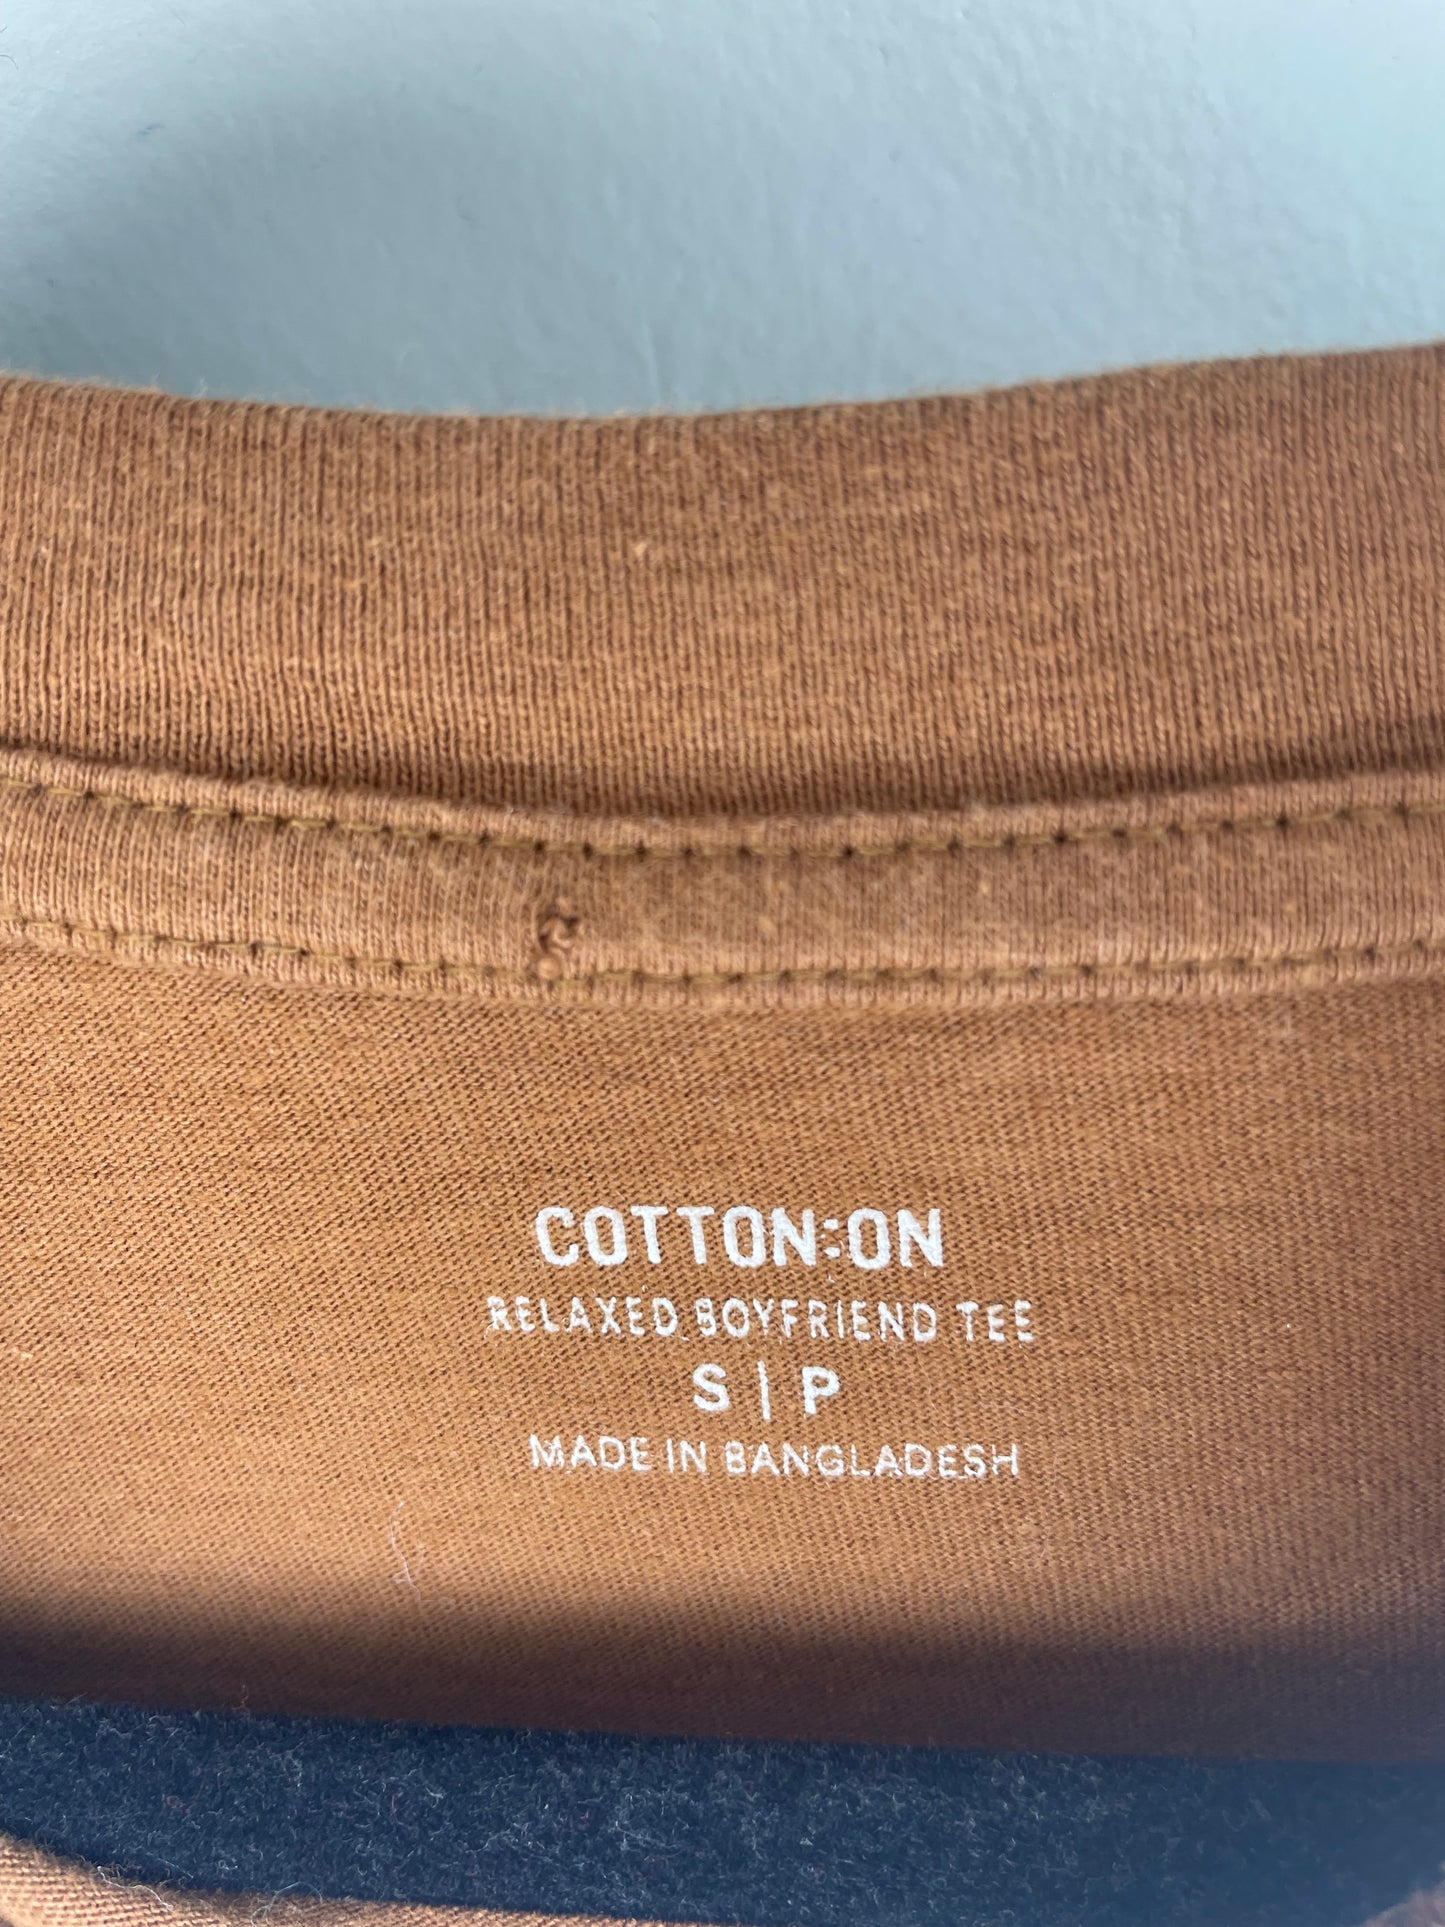 COTTON:ON
RELAXED BOYFRIEND TEE
S | P
MADE IN BANGLADESH